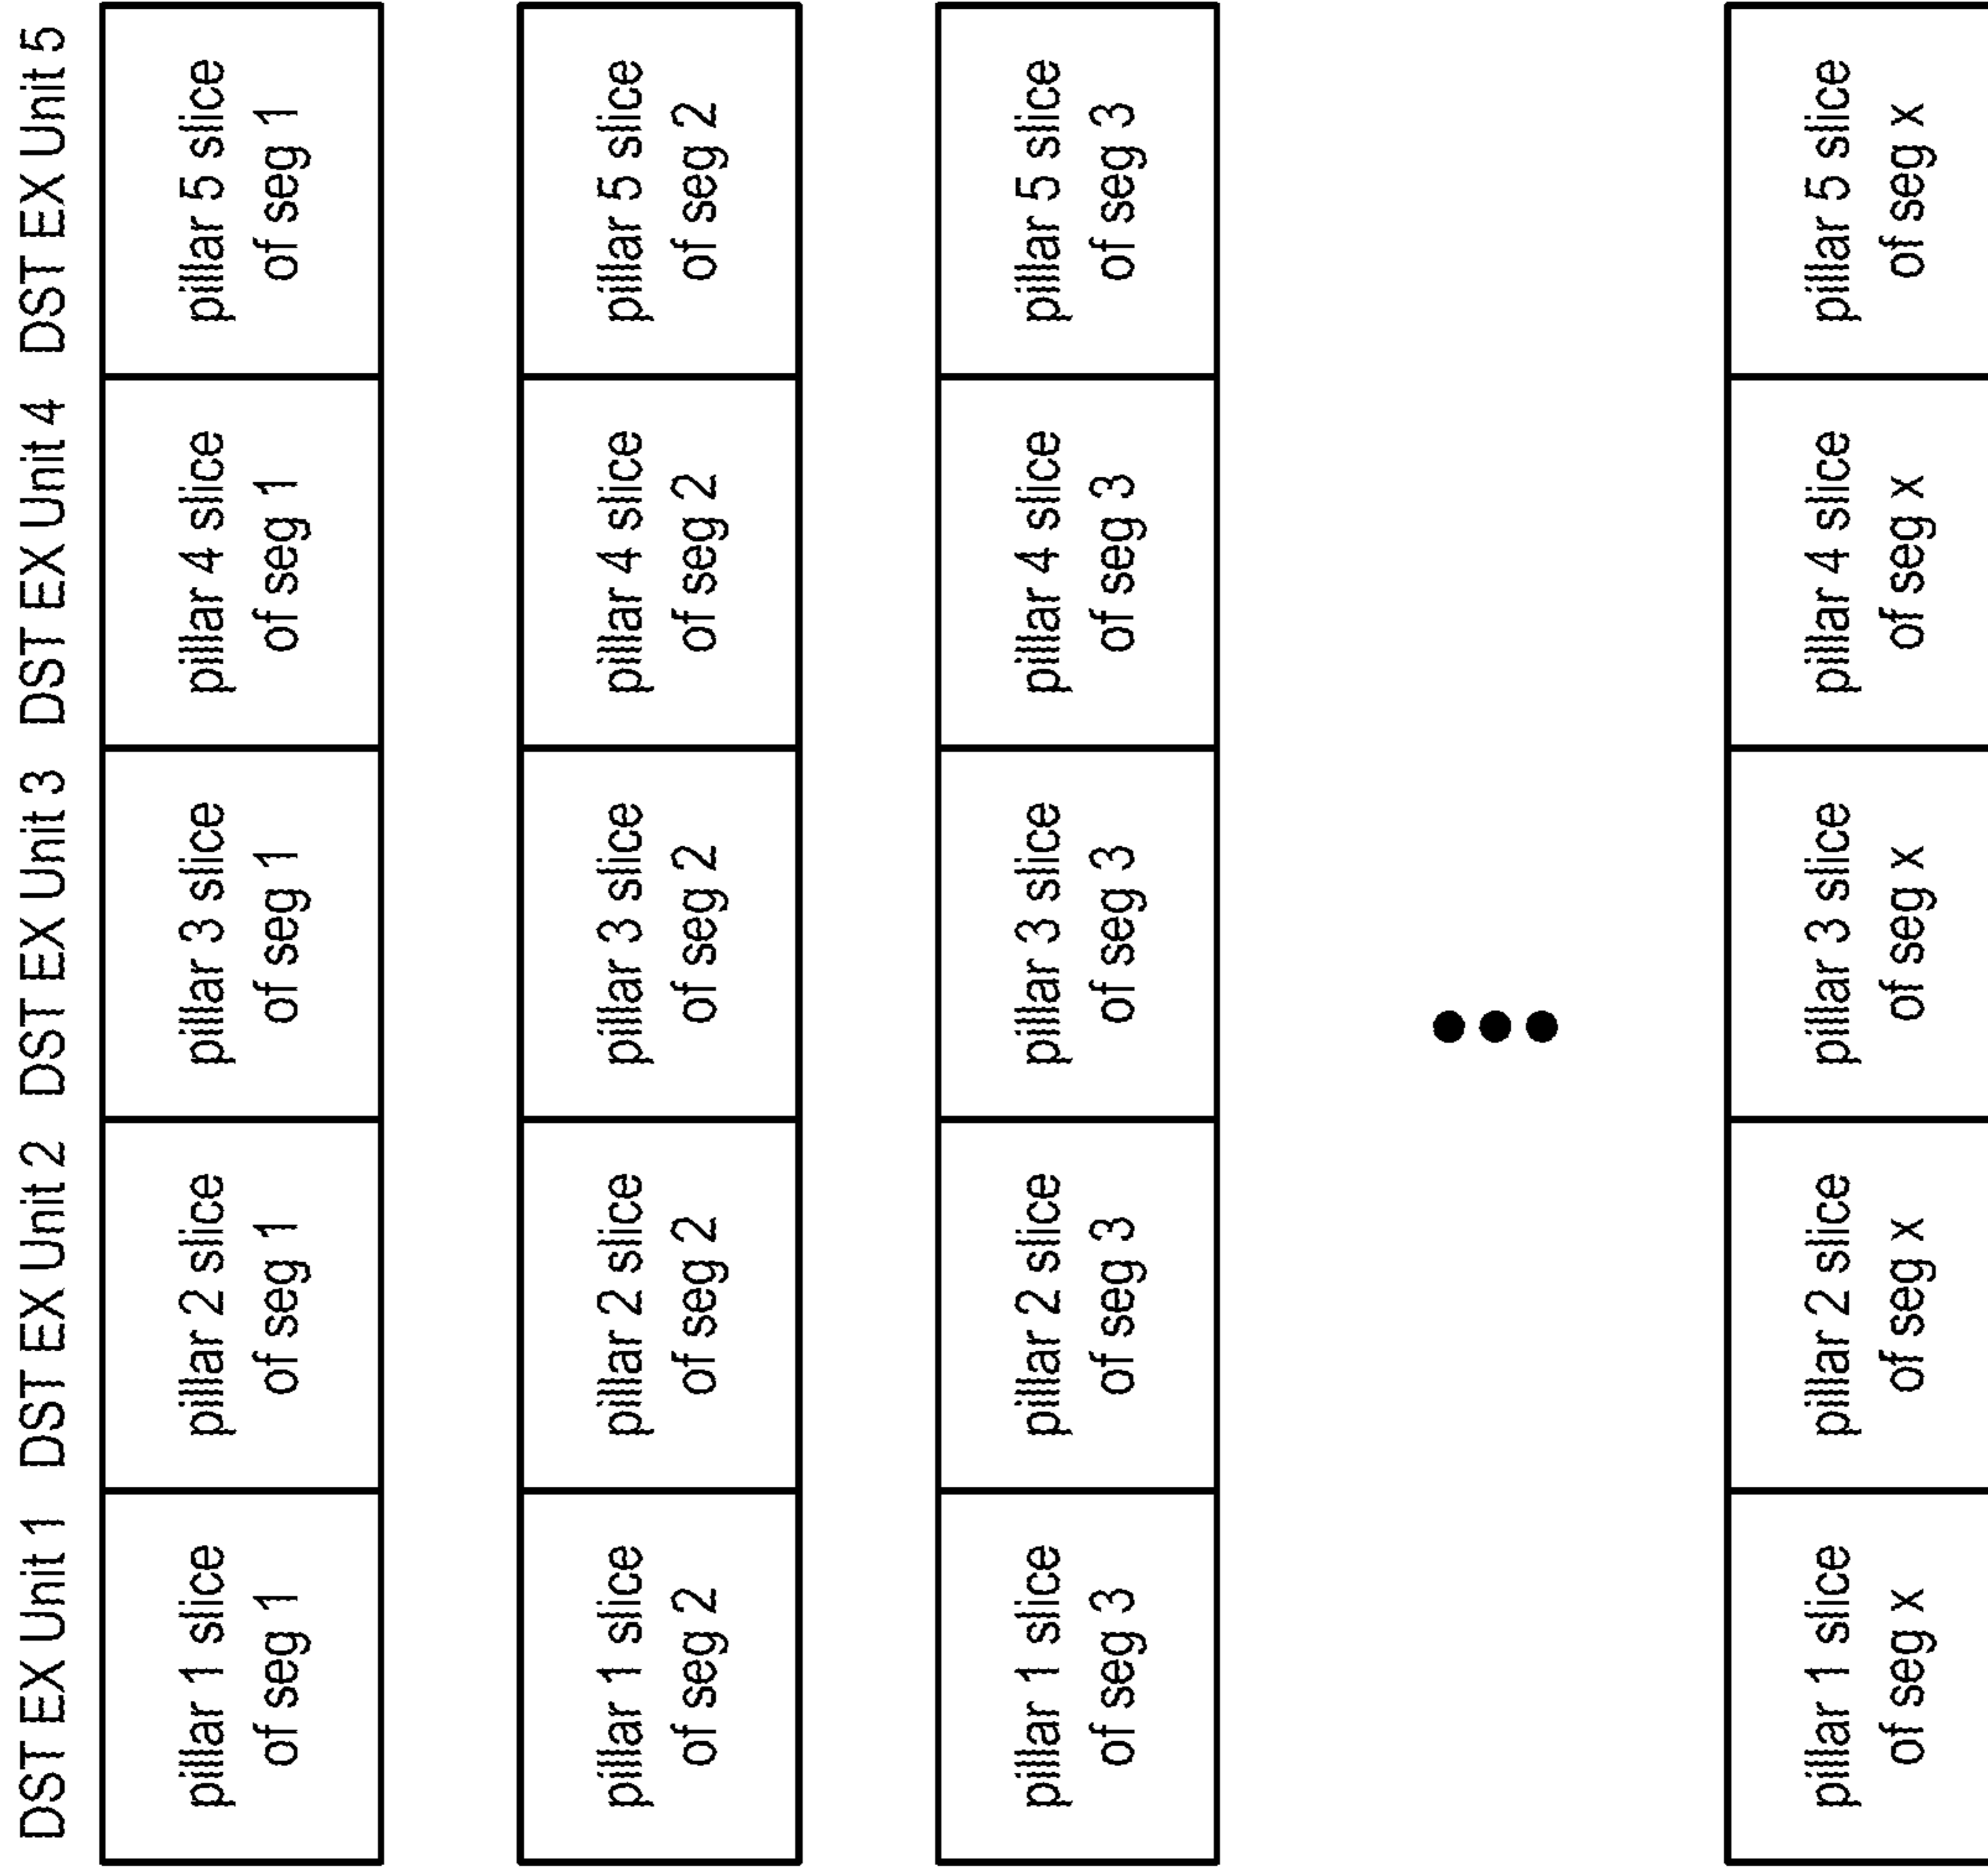 DST EX Unit 1 DST EX Unit 2 DST EX Unit 3 DST EX Unit 4 DST EX Unit 5
pillar 1 slice
of seg 1
pillar 2 slice
of seg 1
pillar 3 slice
of seg 1
pillar 4 slice
of seg 1
pillar 5 slice
of seg 1
pillar 1 slice
of seg 2
pillar 2 slice
of seg 2
pillar 3 slice
of seg 2
pillar 4 slice
of seg 2
pillar 5 slice
of seg 2
pillar 1 slice
of seg 3
pillar 2 slice
of seg 3
pillar 3 slice
of seg 3
pillar 4 slice
of seg 3
pillar 5 slice
of seg 3
pillar 1 slice
of seg x
pillar 2 slice
of seg x
pillar 3 slice
of seg x
pillar 4 slice
of seg x
pillar 5 slice
of seg x